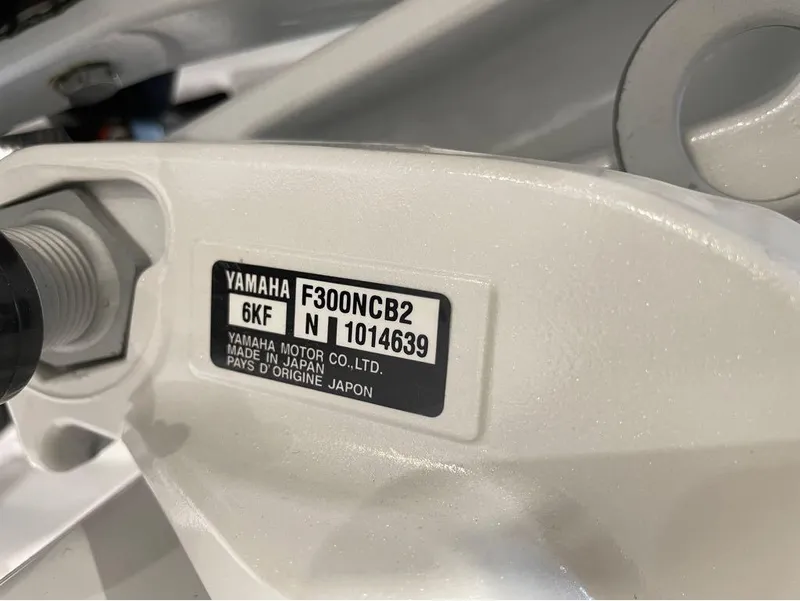 YAMAHA F300NCB2
6KF N 1014639
YAMAHA MOTOR CO.,LTD.
MADE IN JAPAN
PAYS D'ORIGINE JAPON